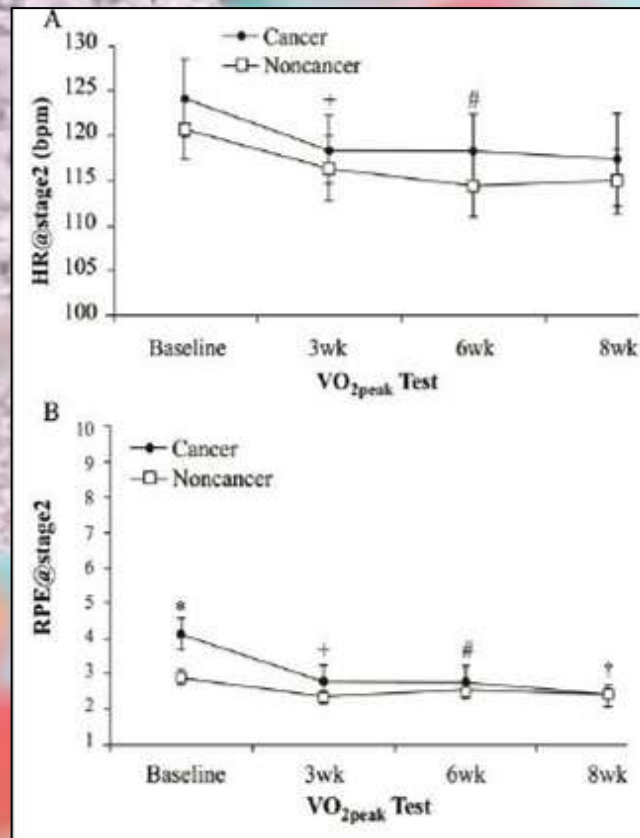 A
Cancer
Noncancer
130
125
120
115
110
105
100
HR@stage2 (bpm)
+
#
Baseline 3wk 6wk 8wk
VO2peak Test
B
Cancer
Noncancer
10
9
8
7
6
5
4
3
2
1
RPE@stage2
*
+
#
†
Baseline 3wk 6wk 8wk
VO2peak Test